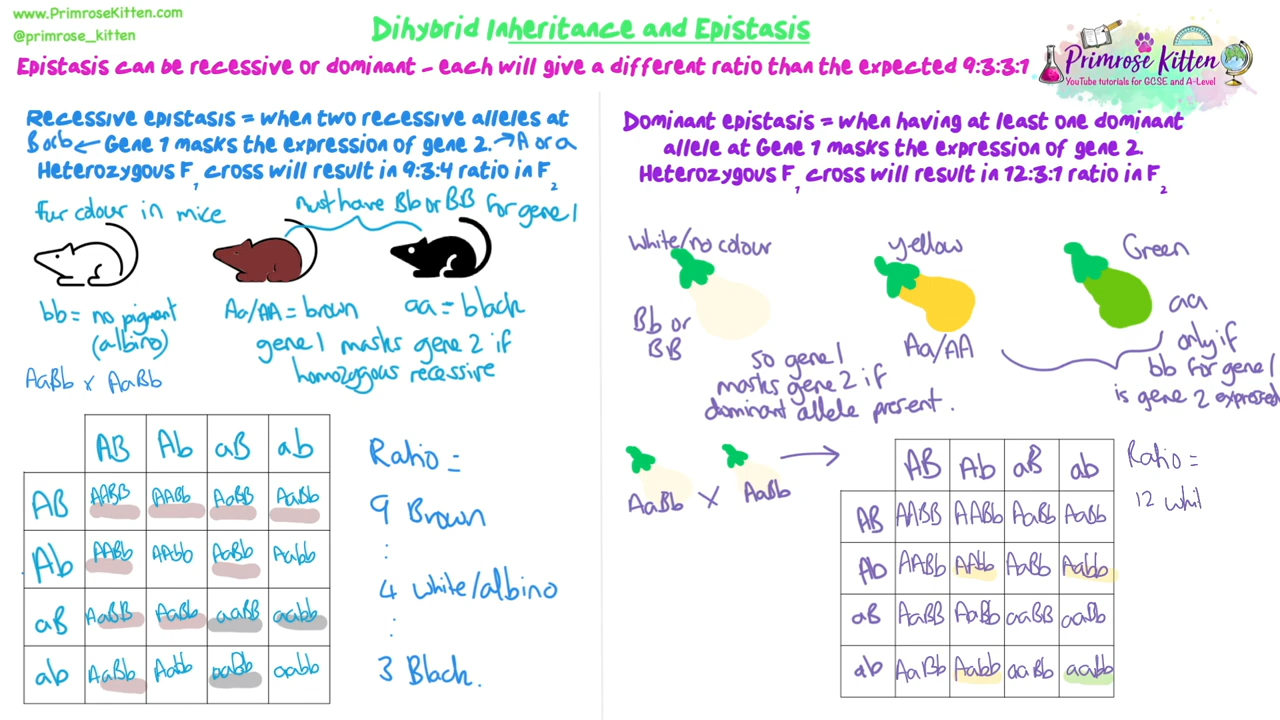 www.PrimroseKitten.com
@primrose_kitten
Dihybrid Inheritance and Epistasis
Epistasis can be recessive or dominant - each will give a different ratio than the expected 9:3:3:1
Primrose Kitten
YouTube tutorials for GCSE and A-Level
Recessive epistasis = when two recessive alleles at
B or b ← Gene 1 masks the expression of gene 2. → A or a
Heterozygous F1 cross will result in 9:3:4 ratio in F2
fur colour in mice
must have Bb or BB for gene 1
bb = no pigment
(albino)
Aa/AA = brown
aa = black
gene 1 masks gene 2 if
homozygous recessive
AaBb x AaBb
AB Ab aB ab
AB AABB AABb AaBB AaBb
Ab AABb AAbb AaBb Aabb
aB AaBB AaBb aaBB aabb
ab AaBb Aabb aaBb aabb
Ratio =
9 Brown
:
4 white/albino
:
3 Black.
Dominant epistasis = when having at least one dominant
allele at Gene 1 masks the expression of gene 2.
Heterozygous F1 cross will result in 12:3:1 ratio in F2
White/no colour
yellow
Green
Bb or
BB
Aa/AA
aa
only if
bb for gene 1
is gene 2 expressed
so gene 1
masks gene 2 if
dominant allele present.
AaBb x AaBb →
AB Ab aB ab
AB AABB AABb AaBb AaBb
Ab AABb AAbb AaBb Aabb
aB AaBB AaBb aaBB
ab AaBb Aabb aaBb aabb
Ratio =
12 whit